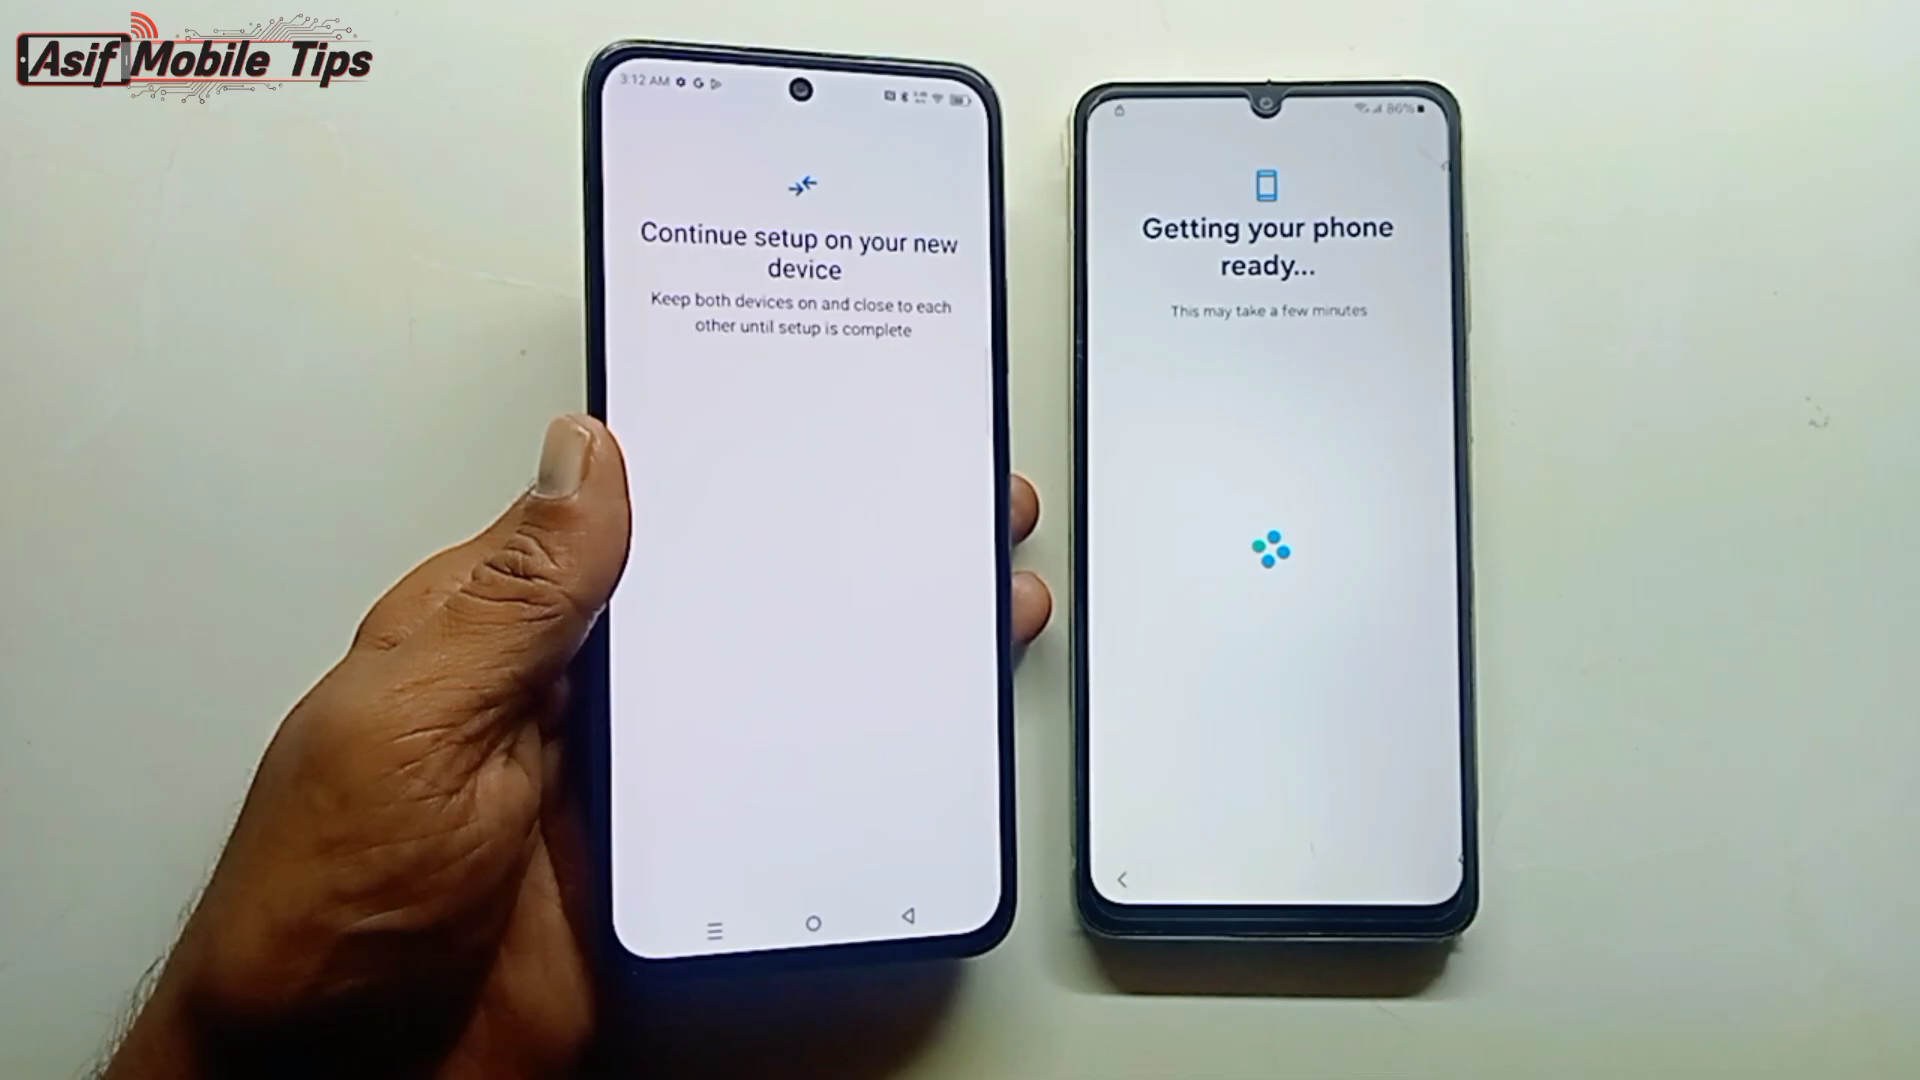 Asif Mobile Tips
3:12 AM
Continue setup on your new
device
Keep both devices on and close to each
other until setup is complete
86%
Getting your phone
ready...
This may take a few minutes